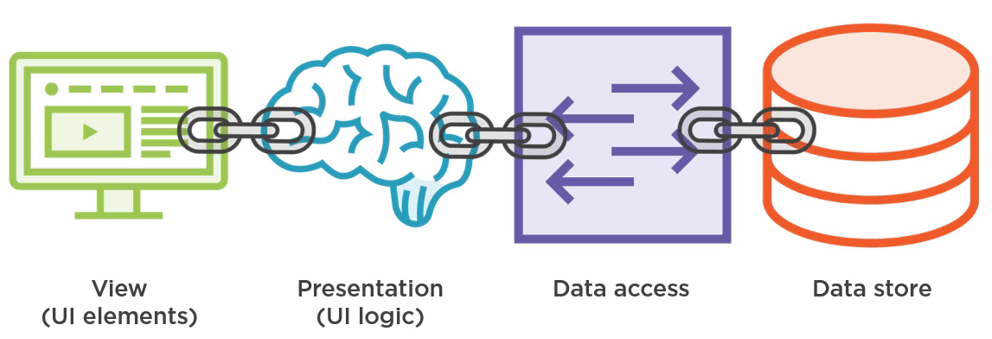 View
(UI elements)
Presentation
(UI logic)
Data access
Data store